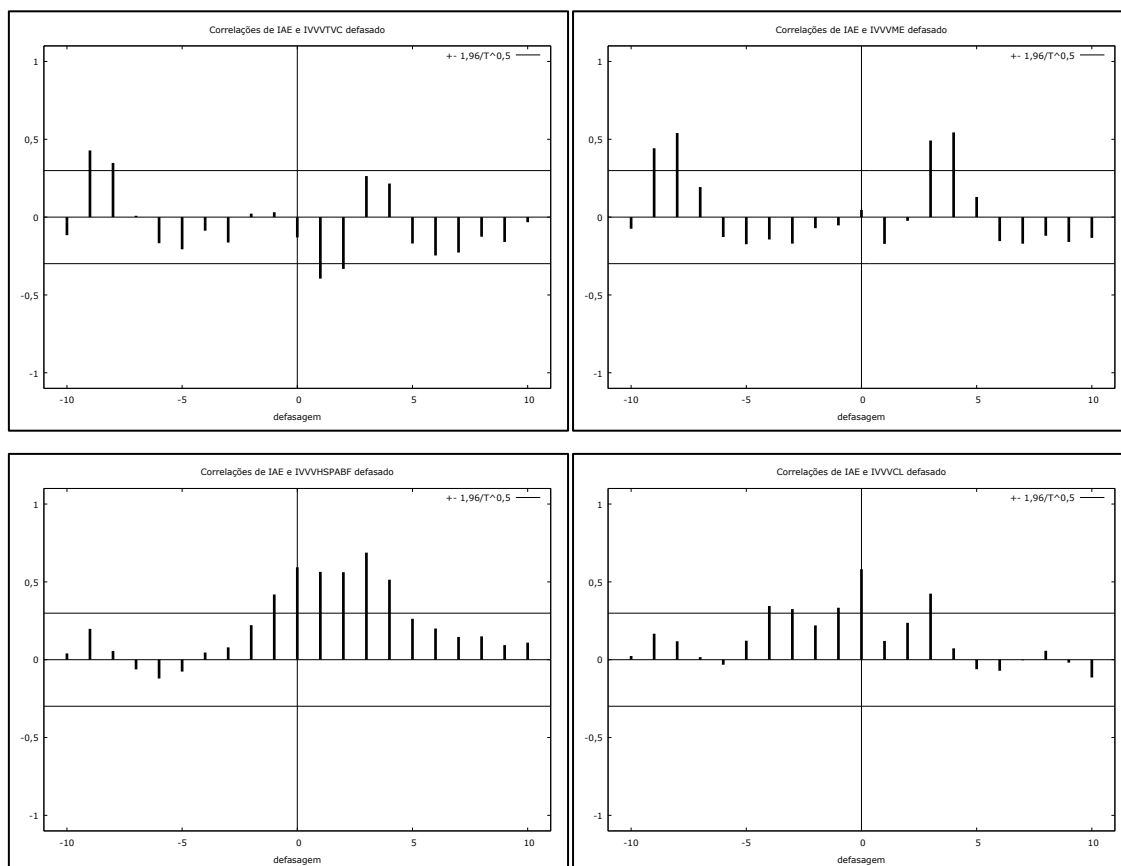 Correlações de IAE e IVVVTVC defasado
+- 1,96/T^0,5
1
0,5
0
-0,5
-1
-10 -5 0 5 10
defasagem
Correlações de IAE e IVVVME defasado
+- 1,96/T^0,5
1
0,5
0
-0,5
-1
-10 -5 0 5 10
defasagem
Correlações de IAE e IVVVHSPABF defasado
+- 1,96/T^0,5
1
0,5
0
-0,5
-1
-10 -5 0 5 10
defasagem
Correlações de IAE e IVVVCL defasado
+- 1,96/T^0,5
1
0,5
0
-0,5
-1
-10 -5 0 5 10
defasagem